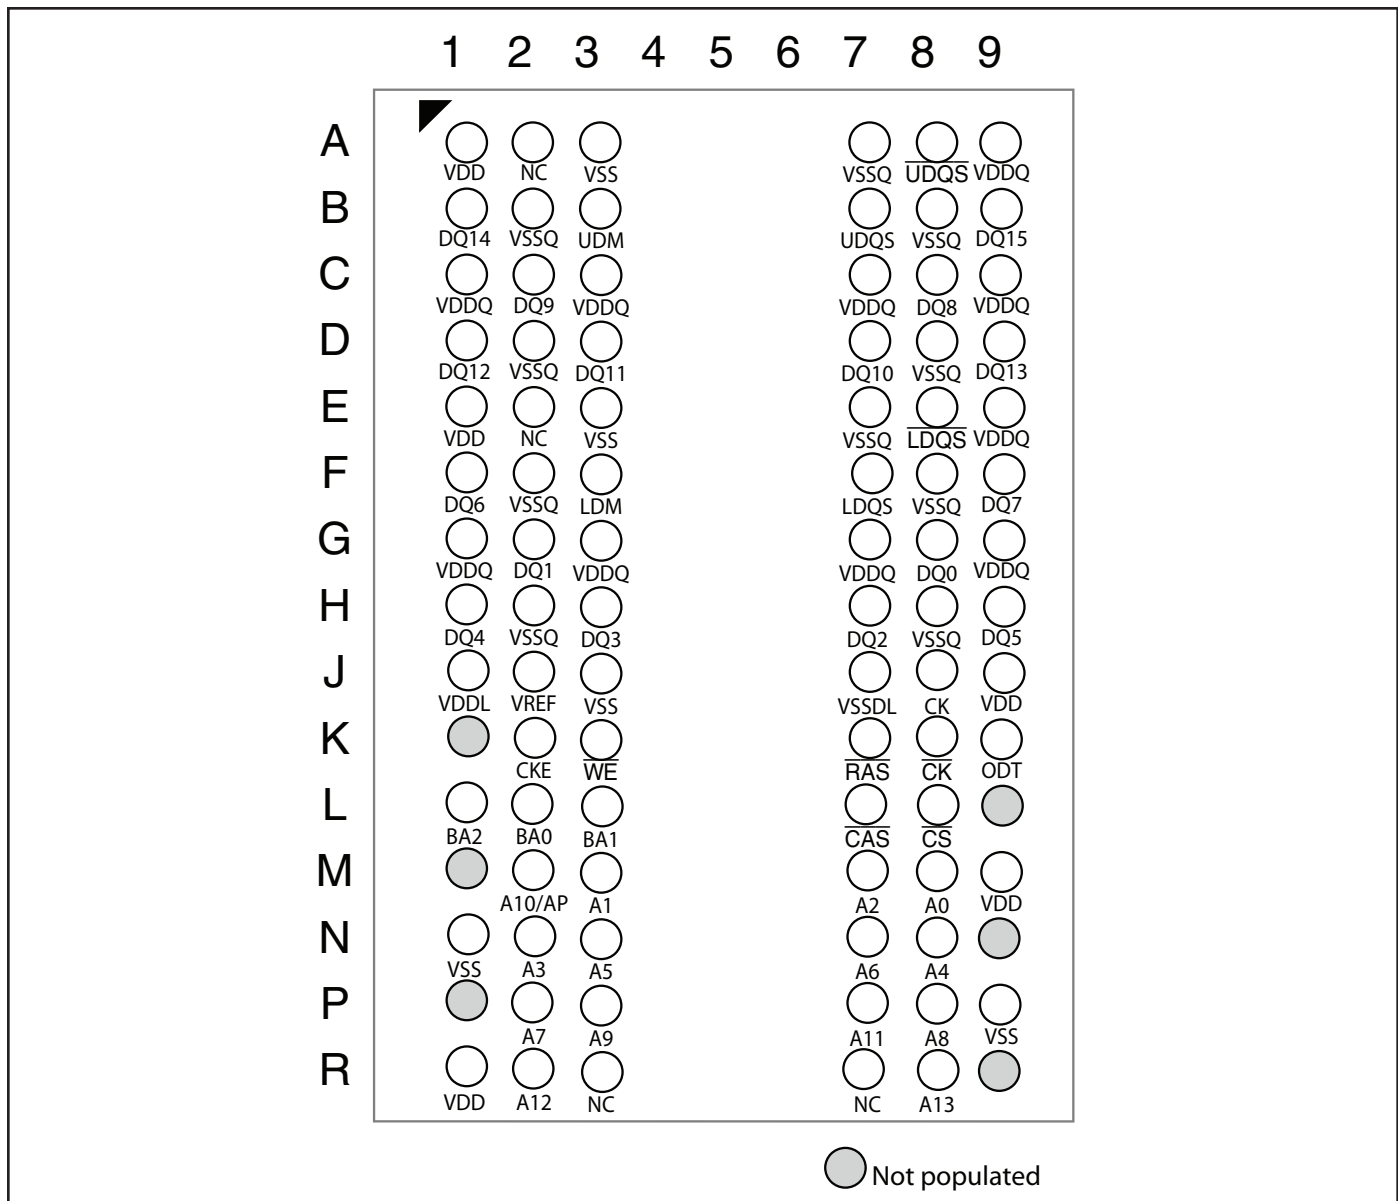 1 2 3 4 5 6 7 8 9
A
VDD NC VSS VSSQ UDQS VDDQ
B
DQ14 VSSQ UDM UDQS VSSQ DQ15
C
VDDQ DQ9 VDDQ VDDQ DQ8 VDDQ
D
DQ12 VSSQ DQ11 DQ10 VSSQ DQ13
E
VDD NC VSS VSSQ LDQS VDDQ
F
DQ6 VSSQ LDM LDQS VSSQ DQ7
G
VDDQ DQ1 VDDQ VDDQ DQ0 VDDQ
H
DQ4 VSSQ DQ3 DQ2 VSSQ DQ5
J
VDDL VREF VSS VSSDL CK VDD
K
CKE WE RAS CK ODT
L
BA2 BA0 BA1 CAS CS
M
A10/AP A1 A2 A0 VDD
N
VSS A3 A5 A6 A4
P
A7 A9 A11 A8 VSS
R
VDD A12 NC NC A13
Not populated